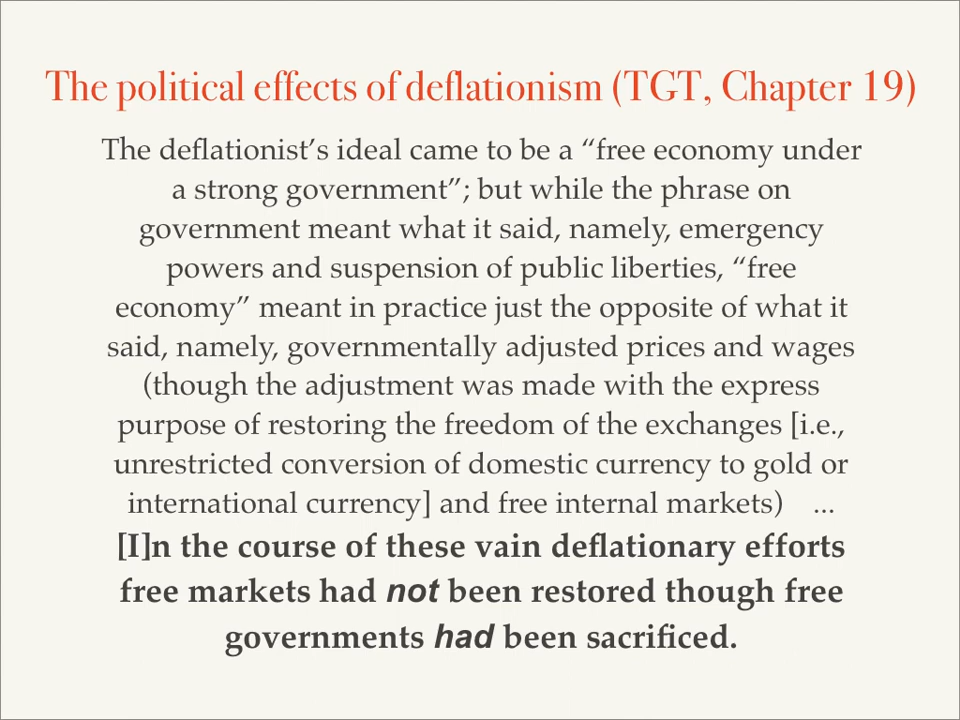 The political effects of deflationism (TGT, Chapter 19)
The deflationist’s ideal came to be a “free economy under
a strong government”; but while the phrase on
government meant what it said, namely, emergency
powers and suspension of public liberties, “free
economy” meant in practice just the opposite of what it
said, namely, governmentally adjusted prices and wages
(though the adjustment was made with the express
purpose of restoring the freedom of the exchanges [i.e.,
unrestricted conversion of domestic currency to gold or
international currency] and free internal markets) ...
[I]n the course of these vain deflationary efforts
free markets had not been restored though free
governments had been sacrificed.